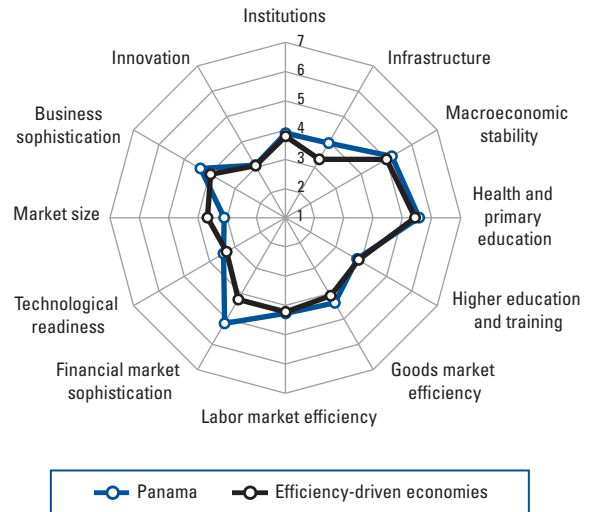 Institutions
Infrastructure
Macroeconomic
stability
Health and
primary
education
Higher education
and training
Goods market
efficiency
Labor market efficiency
Financial market
sophistication
Technological
readiness
Market size
Business
sophistication
Innovation
7
6
5
4
3
2
1
Panama
Efficiency-driven economies